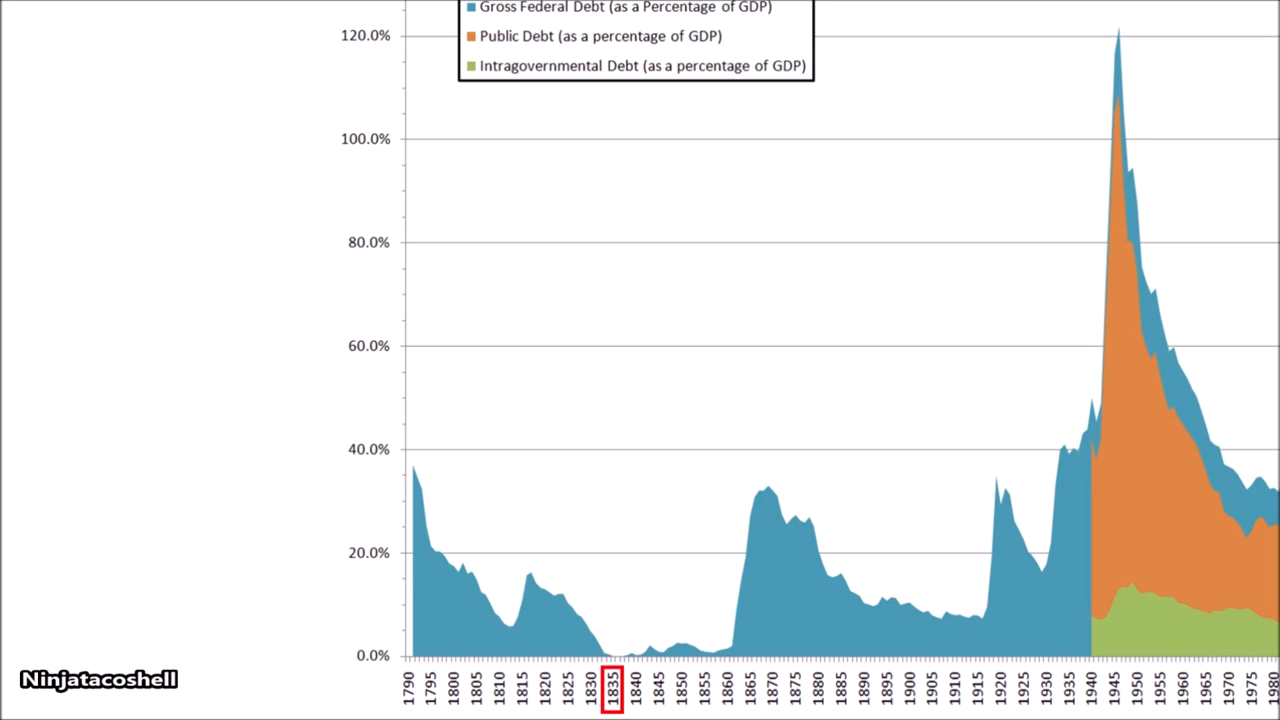 Gross Federal Debt (as a Percentage of GDP)
Public Debt (as a percentage of GDP)
Intragovernmental Debt (as a percentage of GDP)
120.0%
100.0%
80.0%
60.0%
40.0%
20.0%
0.0%
1790 1795 1800 1805 1810 1815 1820 1825 1830 1835 1840 1845 1850 1855 1860 1865 1870 1875 1880 1885 1890 1895 1900 1905 1910 1915 1920 1925 1930 1935 1940 1945 1950 1955 1960 1965 1970 1975 1980
Ninjatacoshell